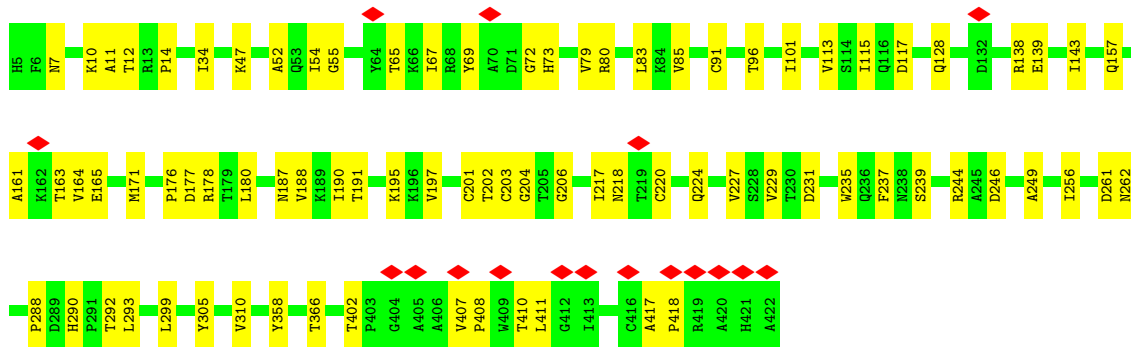 H5 F6 N7 K10 A11 T12 R13 P14 I34 K47 A52 Q53 I54 G55 Y64 T65 K66 I67 R68 Y69 A70 D71 G72 H73 V79 R80 L83 K84 V85 C91 T96 I101 V113 S114 I115 Q116 D117 Q128 D132 R138 E139 I143 Q157
A161 K162 T163 V164 E165 M171 P176 D177 R178 T179 L180 N187 V188 K189 I190 T191 K195 K196 V197 C201 T202 C203 G204 T205 G206 I217 N218 T219 C220 Q224 V227 S228 V229 T230 D231 W235 Q236 F237 N238 S239 R244 A245 D246 A249 I256 D261 N262
P288 D289 H290 P291 T292 L293 L299 Y305 V310 Y358 T366 T402 P403 G404 A405 A406 V407 P408 W409 T410 L411 G412 I413 C416 A417 P418 R419 A420 H421 A422